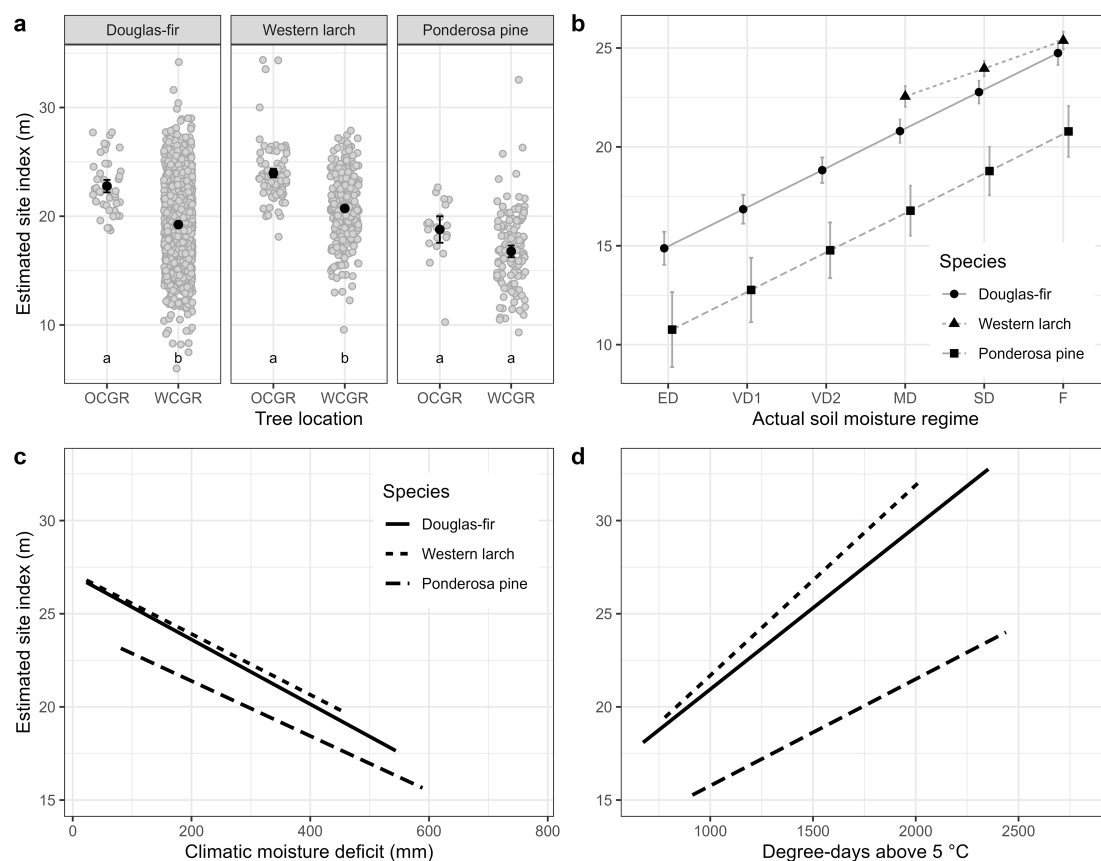 a
Douglas-fir
Western larch
Ponderosa pine
Estimated site index (m)
30
20
10
a
b
a
b
a
a
OCGR
WCGR
OCGR
WCGR
OCGR
WCGR
Tree location
b
25
20
15
10
Species
Douglas-fir
Western larch
Ponderosa pine
ED
VD1
VD2
MD
SD
F
Actual soil moisture regime
c
Estimated site index (m)
30
25
20
15
Species
Douglas-fir
Western larch
Ponderosa pine
0
200
400
600
800
Climatic moisture deficit (mm)
d
30
25
20
15
1000
1500
2000
2500
Degree-days above 5 °C